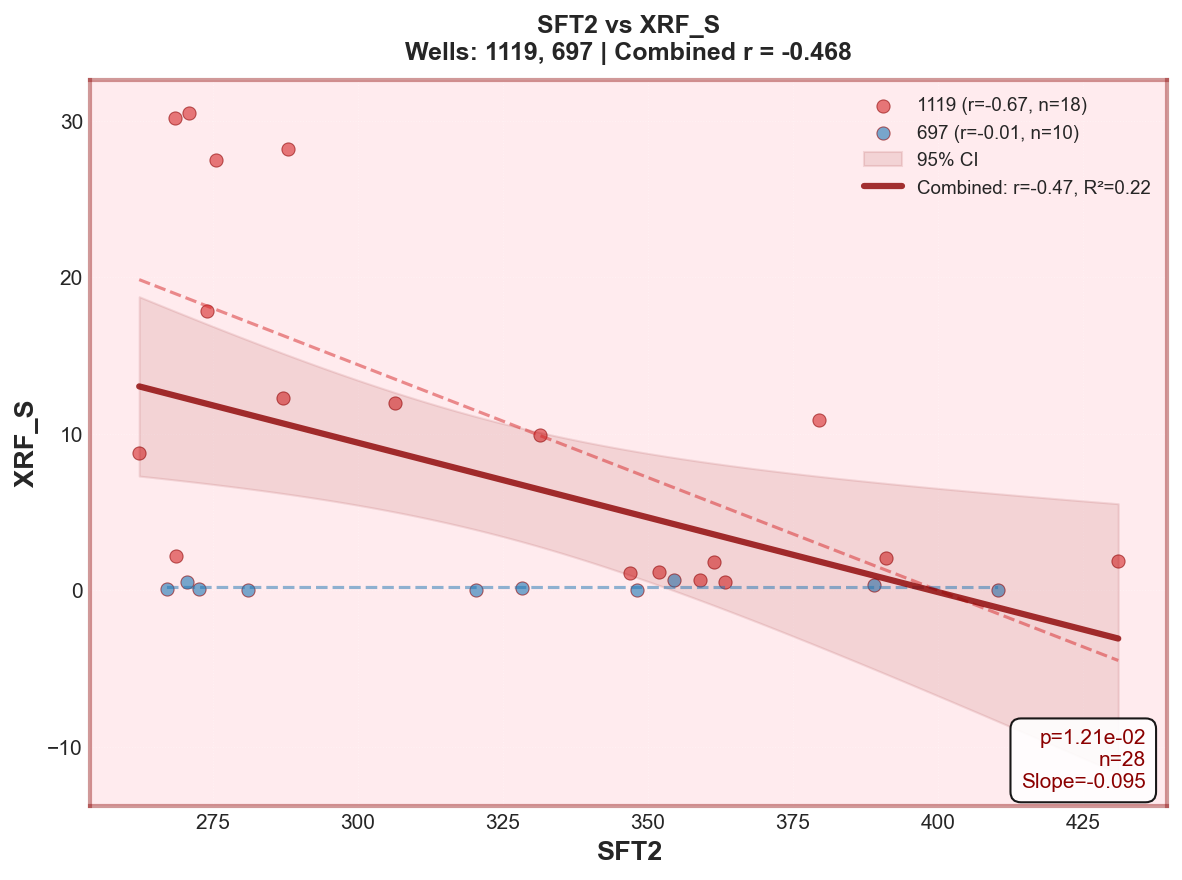 SFT2 vs XRF_S
Wells: 1119, 697 | Combined r = -0.468
1119 (r=-0.67, n=18)
697 (r=-0.01, n=10)
95% CI
Combined: r=-0.47, R²=0.22
XRF_S
30
20
10
0
−10
p=1.21e-02
n=28
Slope=-0.095
275 300 325 350 375 400 425
SFT2